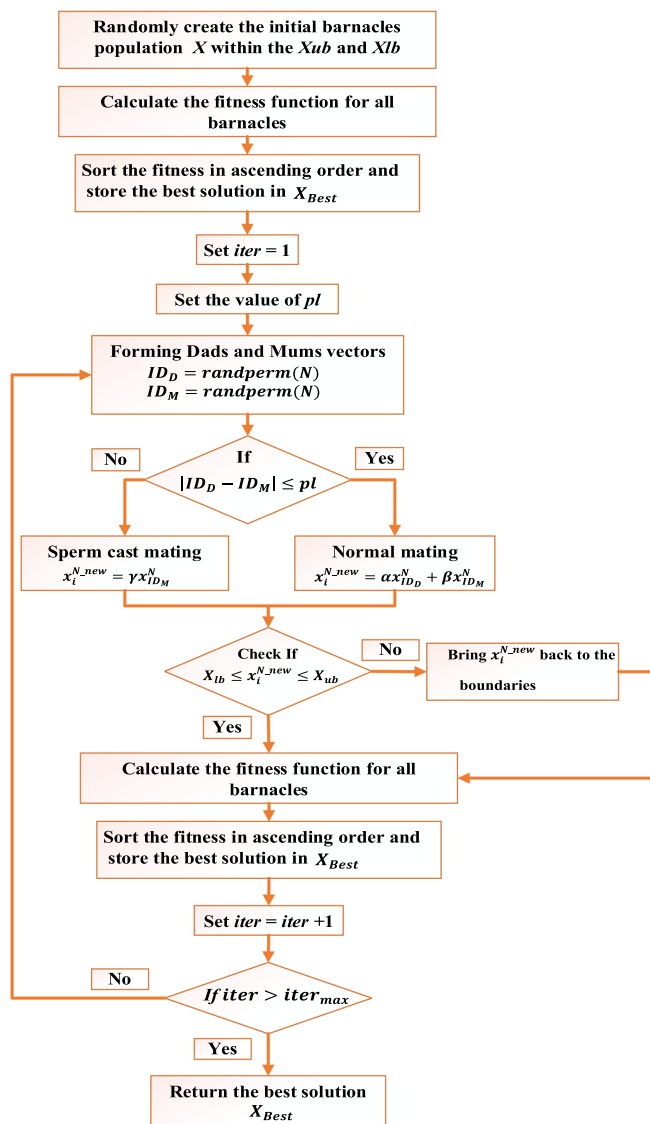 Randomly create the initial barnacles
population X within the Xub and Xlb
Calculate the fitness function for all
barnacles
Sort the fitness in ascending order and
store the best solution in X_Best
Set iter = 1
Set the value of pl
Forming Dads and Mums vectors
ID_D = randperm(N)
ID_M = randperm(N)
No
If
Yes
|ID_D − ID_M| ≤ pl
Sperm cast mating
x_i^{N_new} = γx_{ID_M}^N
Normal mating
x_i^{N_new} = αx_{ID_D}^N + βx_{ID_M}^N
Check If
X_lb ≤ x_i^{N_new} ≤ X_ub
No
Bring x_i^{N_new} back to the
boundaries
Yes
Calculate the fitness function for all
barnacles
Sort the fitness in ascending order and
store the best solution in X_Best
Set iter = iter +1
No
If iter > iter_max
Yes
Return the best solution
X_Best